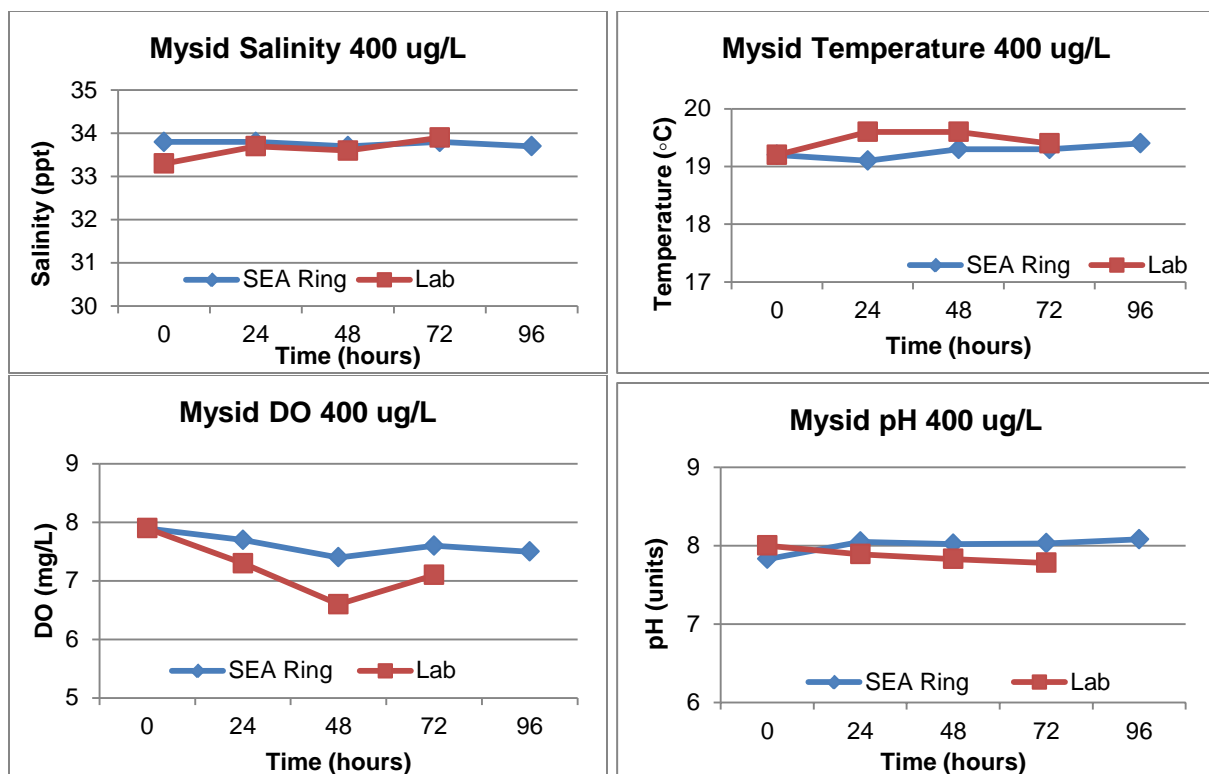 Mysid Salinity 400 ug/L
35
34
33
32
31
30
Salinity (ppt)
SEA Ring
Lab
0 24 48 72 96
Time (hours)
Mysid Temperature 400 ug/L
20
19
18
17
Temperature (◦C)
SEA Ring
Lab
0 24 48 72 96
Time (hours)
Mysid DO 400 ug/L
9
8
7
6
5
DO (mg/L)
SEA Ring
Lab
0 24 48 72 96
Time (hours)
Mysid pH 400 ug/L
9
8
7
6
pH (units)
SEA Ring
Lab
0 24 48 72 96
Time (hours)